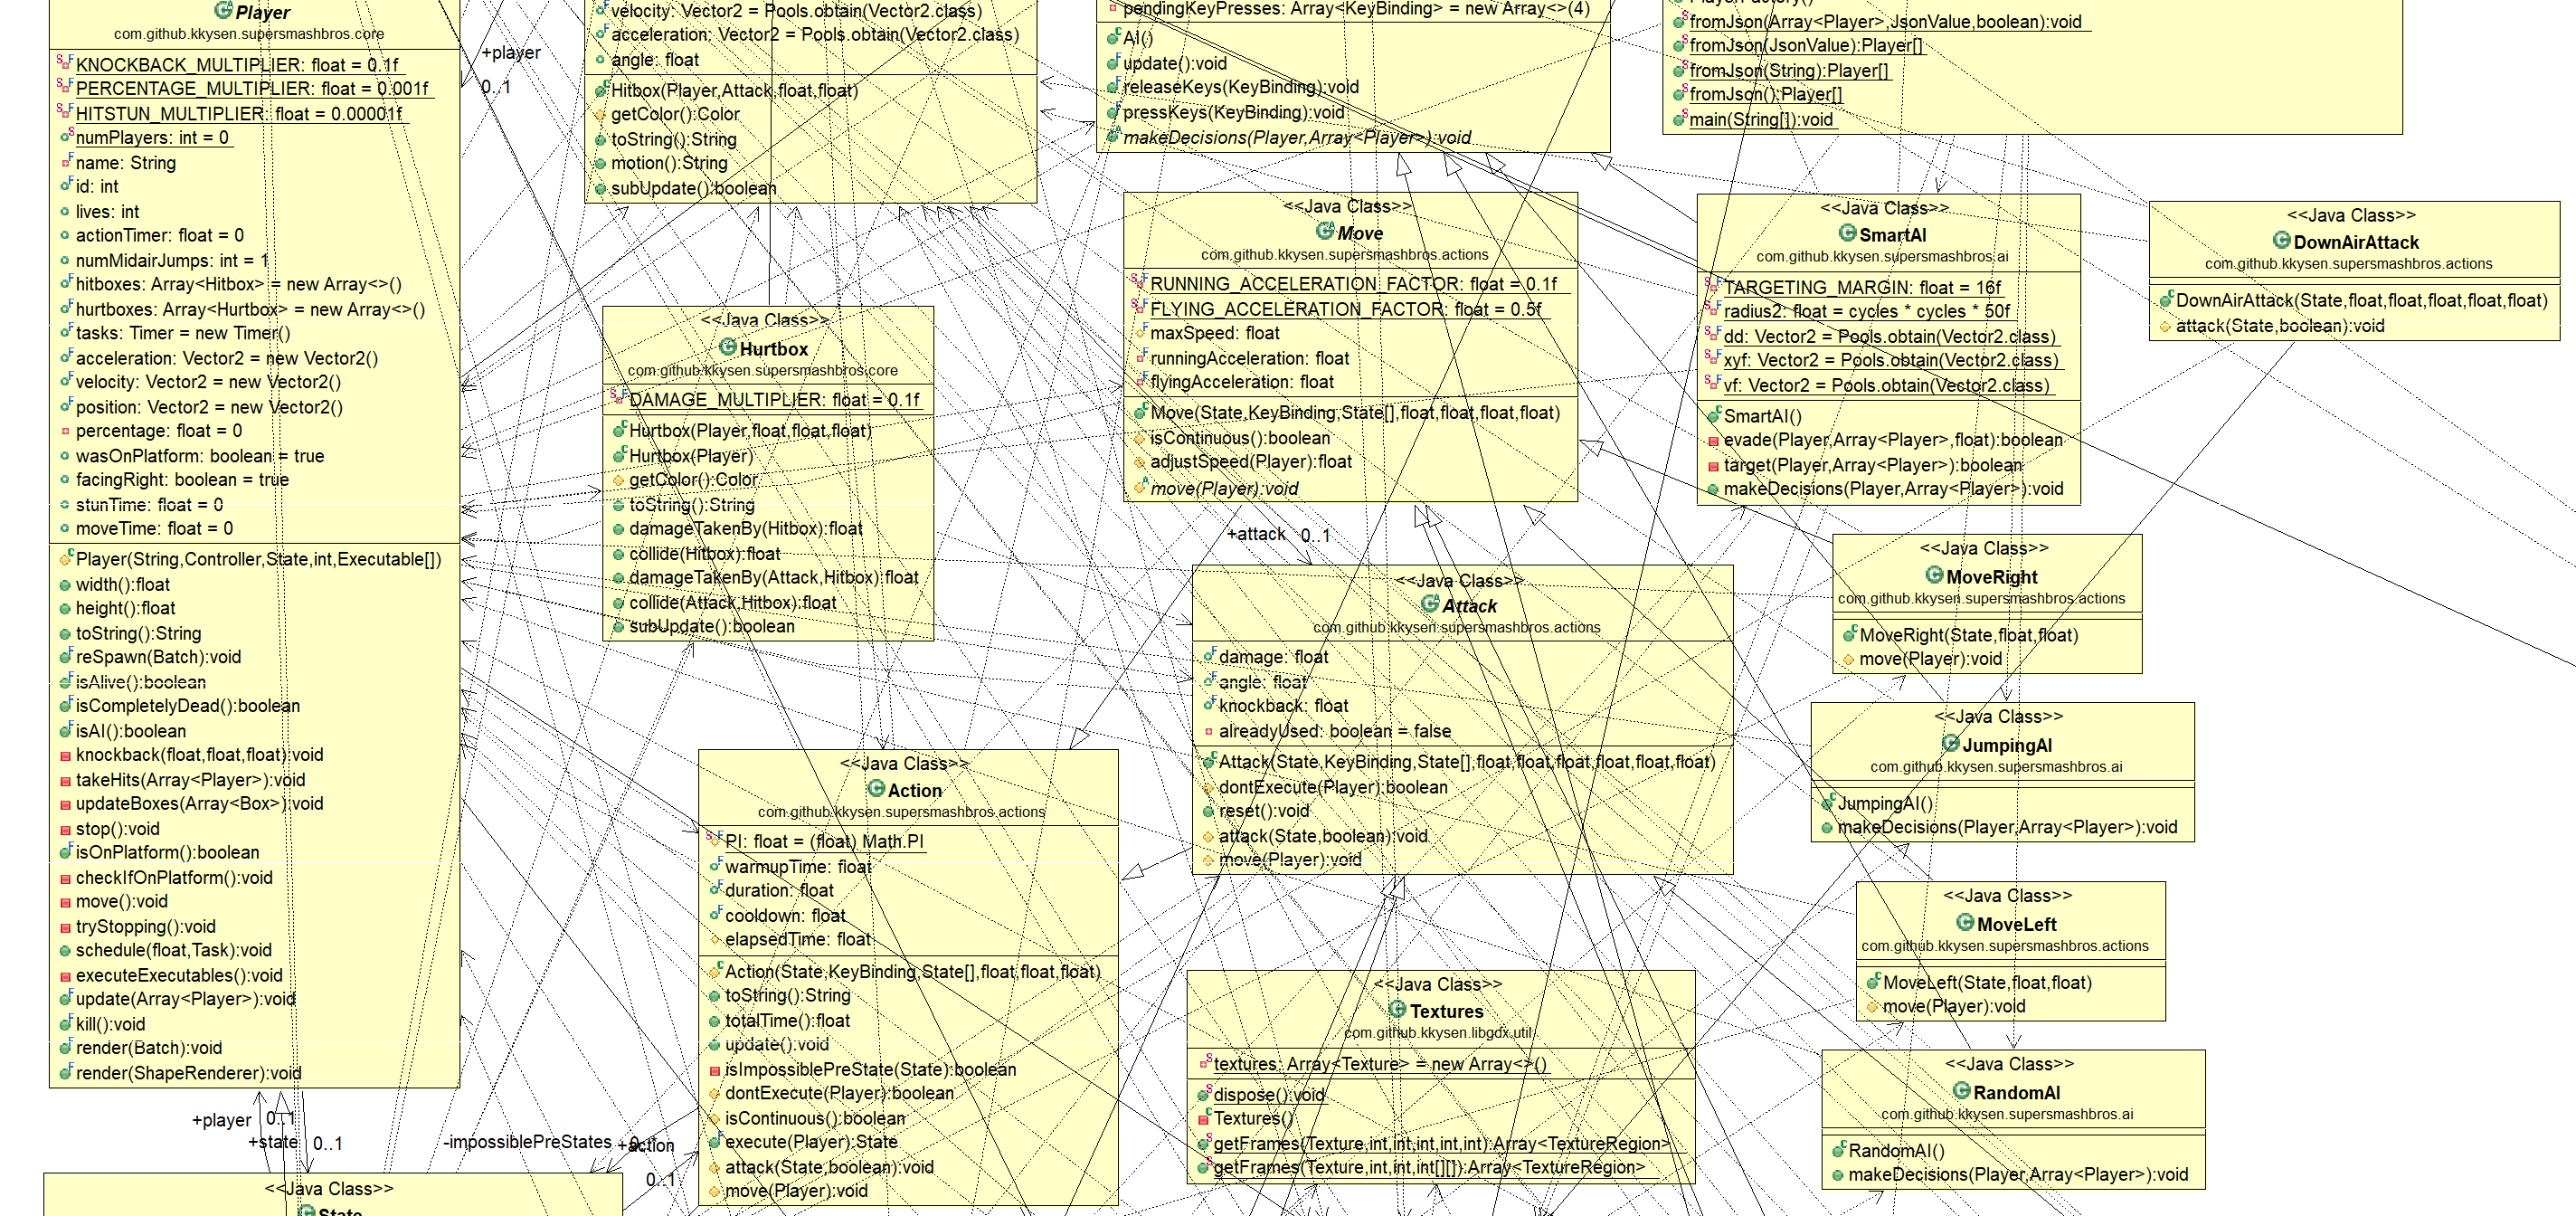 Player
com.github.kkysen.supersmashbros.core
KNOCKBACK_MULTIPLIER: float = 0.1f
PERCENTAGE_MULTIPLIER: float = 0.001f
HITSTUN_MULTIPLIER: float = 0.00001f
numPlayers: int = 0
name: String
id: int
lives: int
actionTimer: float = 0
numMidairJumps: int = 1
hitboxes: Array<Hitbox> = new Array<>()
hurtboxes: Array<Hurtbox> = new Array<>()
tasks: Timer = new Timer()
acceleration: Vector2 = new Vector2()
velocity: Vector2 = new Vector2()
position: Vector2 = new Vector2()
percentage: float = 0
wasOnPlatform: boolean = true
facingRight: boolean = true
stunTime: float = 0
moveTime: float = 0
Player(String,Controller,State,int,Executable[])
width():float
height():float
toString():String
reSpawn(Batch):void
isAlive():boolean
isCompletelyDead():boolean
isAI():boolean
knockback(float,float,float):void
takeHits(Array<Player>):void
updateBoxes(Array<Box>):void
stop():void
isOnPlatform():boolean
checkIfOnPlatform():void
move():void
tryStopping():void
schedule(float,Task):void
executeExecutables():void
update(Array<Player>):void
kill():void
render(Batch):void
render(ShapeRenderer):void
+player
0..1
+state
0..1
-impossiblePreStates
+action
0..1
<<Java Class>>
State
+player
0..1
velocity: Vector2 = Pools.obtain(Vector2.class)
acceleration: Vector2 = Pools.obtain(Vector2.class)
angle: float
Hitbox(Player,Attack,float,float)
getColor():Color
toString():String
motion():String
subUpdate():boolean
<<Java Class>>
Hurtbox
com.github.kkysen.supersmashbros.core
DAMAGE_MULTIPLIER: float = 0.1f
Hurtbox(Player,float,float,float)
Hurtbox(Player)
getColor():Color
toString():String
damageTakenBy(Hitbox):float
collide(Hitbox):float
damageTakenBy(Attack,Hitbox):float
collide(Attack,Hitbox):float
subUpdate():boolean
<<Java Class>>
Action
com.github.kkysen.supersmashbros.actions
PI: float = (float) Math.PI
warmupTime: float
duration: float
cooldown: float
elapsedTime: float
Action(State,KeyBinding,State[],float,float,float)
toString():String
totalTime():float
update():void
isImpossiblePreState(State):boolean
dontExecute(Player):boolean
isContinuous():boolean
execute(Player):State
attack(State,boolean):void
move(Player):void
pendingKeyPresses: Array<KeyBinding> = new Array<>(4)
AI()
update():void
releaseKeys(KeyBinding):void
pressKeys(KeyBinding):void
makeDecisions(Player,Array<Player>):void
<<Java Class>>
Move
com.github.kkysen.supersmashbros.actions
RUNNING_ACCELERATION_FACTOR: float = 0.1f
FLYING_ACCELERATION_FACTOR: float = 0.5f
maxSpeed: float
runningAcceleration: float
flyingAcceleration: float
Move(State,KeyBinding,State[],float,float,float,float)
isContinuous():boolean
adjustSpeed(Player):float
move(Player):void
+attack
0..1
<<Java Class>>
Attack
com.github.kkysen.supersmashbros.actions
damage: float
angle: float
knockback: float
alreadyUsed: boolean = false
Attack(State,KeyBinding,State[],float,float,float,float,float,float)
dontExecute(Player):boolean
reset():void
attack(State,boolean):void
move(Player):void
<<Java Class>>
Textures
com.github.kkysen.libgdx.util
textures: Array<Texture> = new Array<>()
dispose():void
Textures()
getFrames(Texture,int,int,int,int,int):Array<TextureRegion>
getFrames(Texture,int,int,int[][]):Array<TextureRegion>
PlayerFactory()
fromJson(Array<Player>,JsonValue,boolean):void
fromJson(JsonValue):Player[]
fromJson(String):Player[]
fromJson():Player[]
main(String[]):void
<<Java Class>>
SmartAI
com.github.kkysen.supersmashbros.ai
TARGETING_MARGIN: float = 16f
radius2: float = cycles * cycles * 50f
dd: Vector2 = Pools.obtain(Vector2.class)
xyf: Vector2 = Pools.obtain(Vector2.class)
vf: Vector2 = Pools.obtain(Vector2.class)
SmartAI()
evade(Player,Array<Player>,float):boolean
target(Player,Array<Player>):boolean
makeDecisions(Player,Array<Player>):void
<<Java Class>>
DownAirAttack
com.github.kkysen.supersmashbros.actions
DownAirAttack(State,float,float,float,float,float)
attack(State,boolean):void
<<Java Class>>
MoveRight
com.github.kkysen.supersmashbros.actions
MoveRight(State,float,float)
move(Player):void
<<Java Class>>
JumpingAI
com.github.kkysen.supersmashbros.ai
JumpingAI()
makeDecisions(Player,Array<Player>):void
<<Java Class>>
MoveLeft
com.github.kkysen.supersmashbros.actions
MoveLeft(State,float,float)
move(Player):void
<<Java Class>>
RandomAI
com.github.kkysen.supersmashbros.ai
RandomAI()
makeDecisions(Player,Array<Player>):void